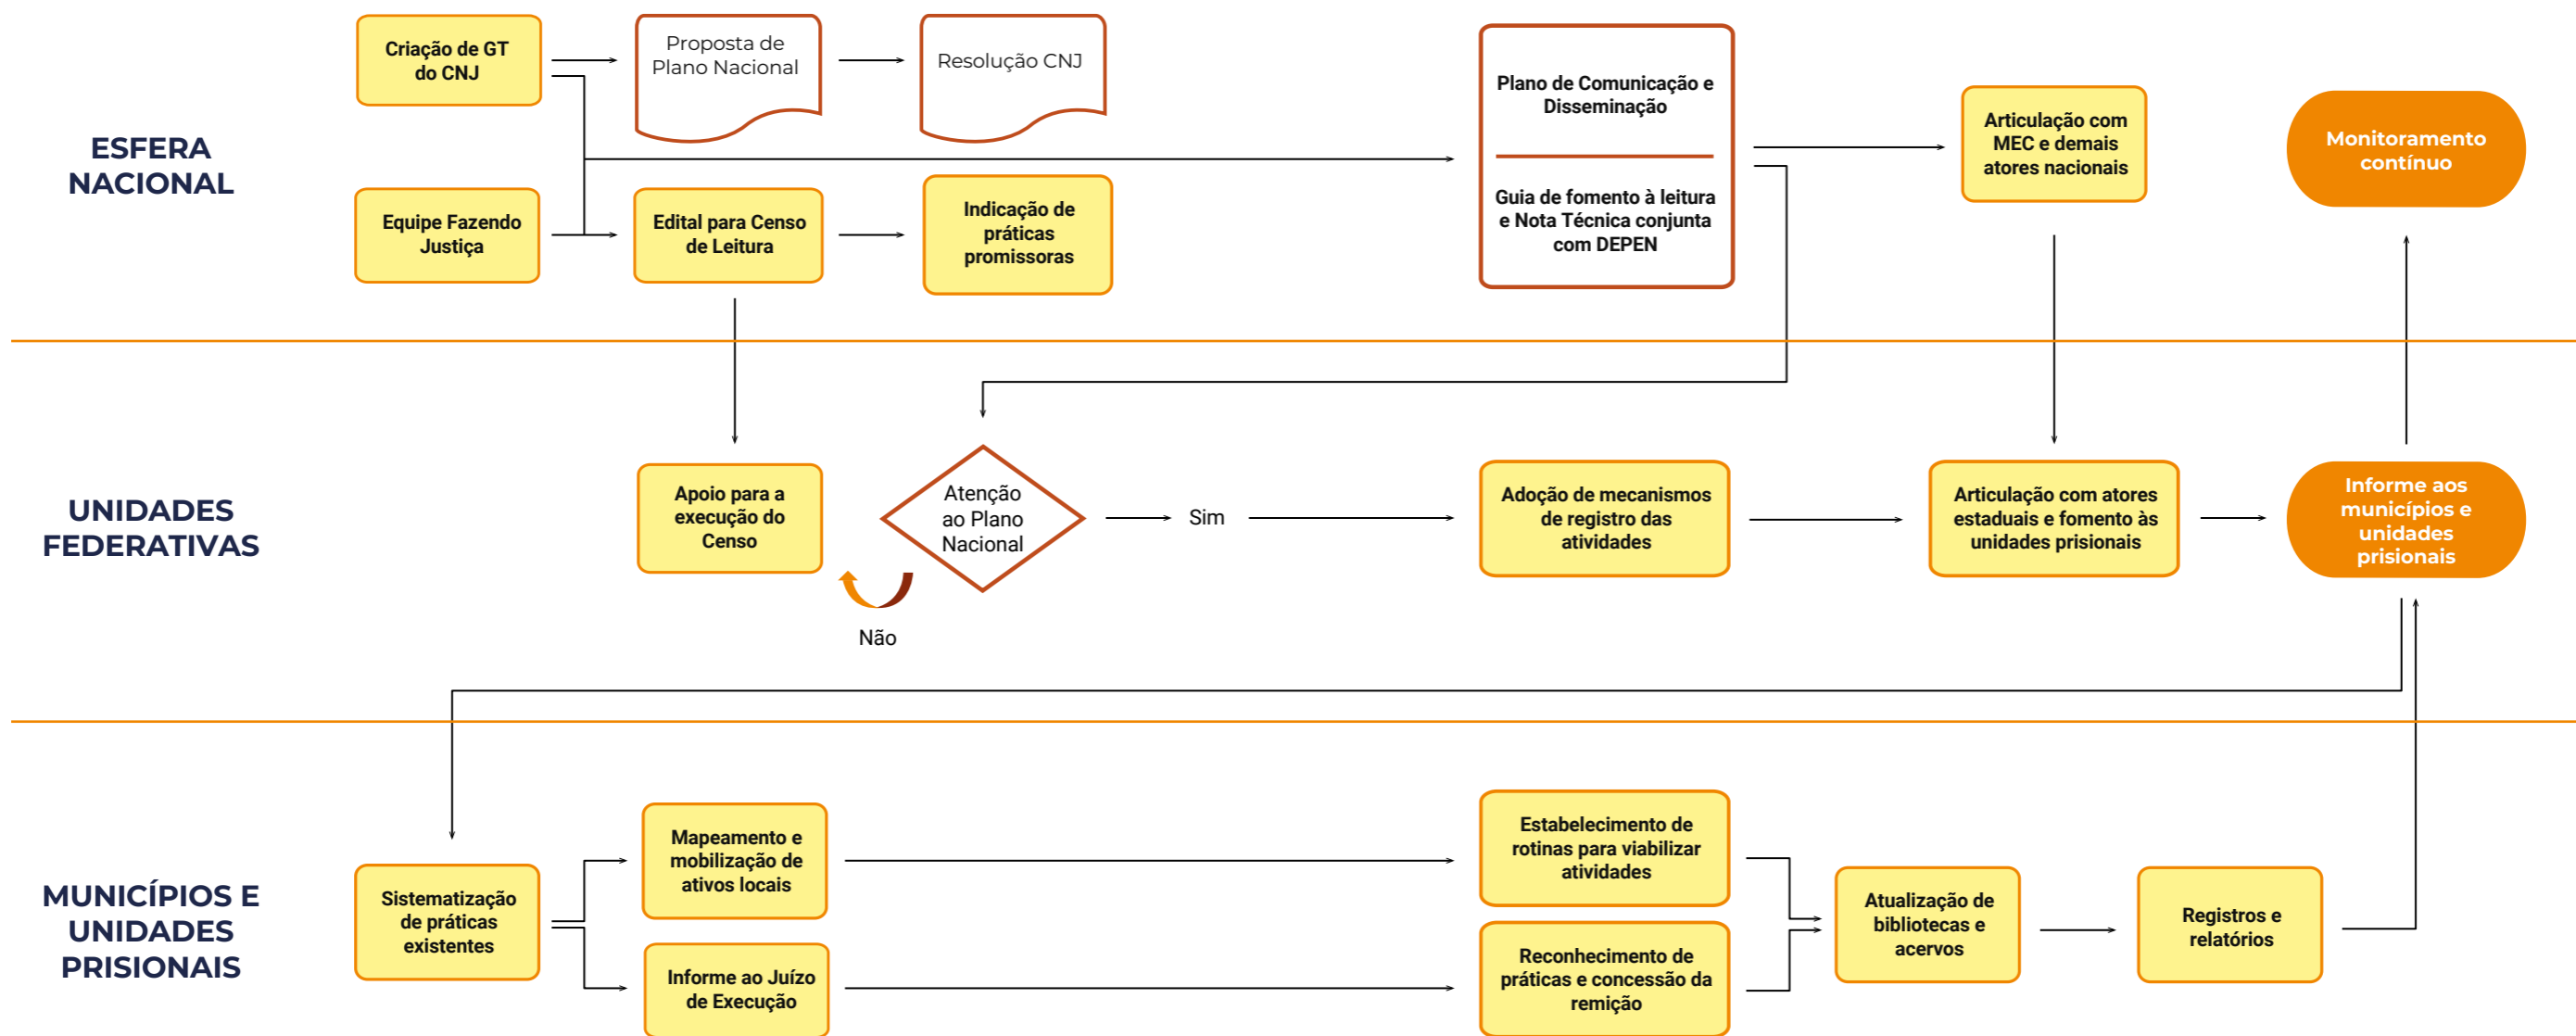 ESFERA
NACIONAL
Criação de GT
do CNJ
Proposta de
Plano Nacional
Resolução CNJ
Equipe Fazendo
Justiça
Edital para Censo
de Leitura
Indicação de
práticas
promissoras
Plano de Comunicação e
Disseminação
Guia de fomento à leitura
e Nota Técnica conjunta
com DEPEN
Articulação com
MEC e demais
atores nacionais
Monitoramento
contínuo
UNIDADES
FEDERATIVAS
Apoio para a
execução do
Censo
Atenção
ao Plano
Nacional
Não
Sim
Adoção de mecanismos
de registro das
atividades
Articulação com atores
estaduais e fomento às
unidades prisionais
Informe aos
municípios e
unidades
prisionais
MUNICÍPIOS E
UNIDADES
PRISIONAIS
Sistematização
de práticas
existentes
Mapeamento e
mobilização de
ativos locais
Informe ao Juízo
de Execução
Estabelecimento de
rotinas para viabilizar
atividades
Reconhecimento de
práticas e concessão da
remição
Atualização de
bibliotecas e
acervos
Registros e
relatórios